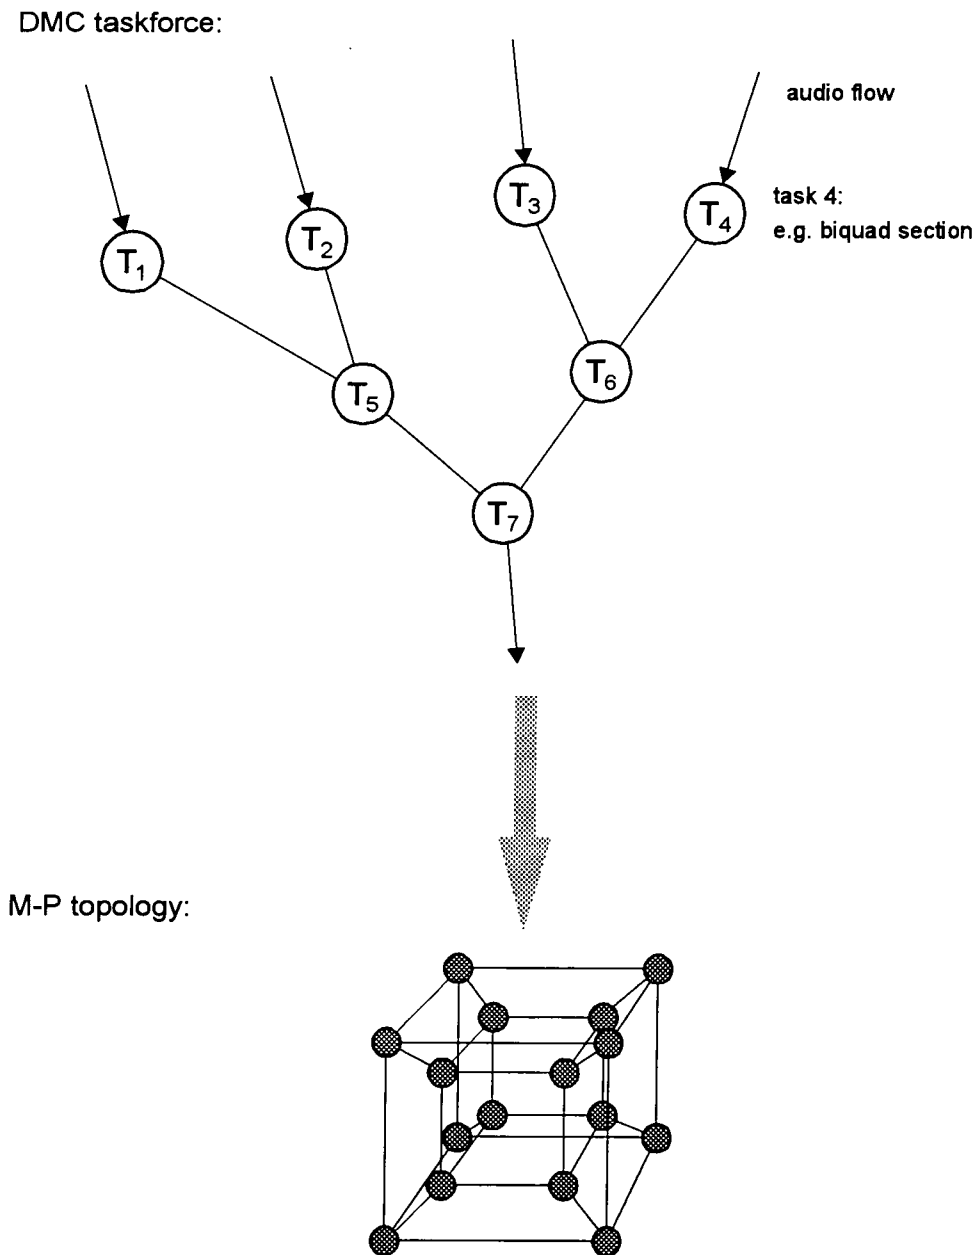 DMC taskforce:
audio flow
T3
T4
task 4:
e.g. biquad section
T1
T2
T6
T5
T7
M-P topology: